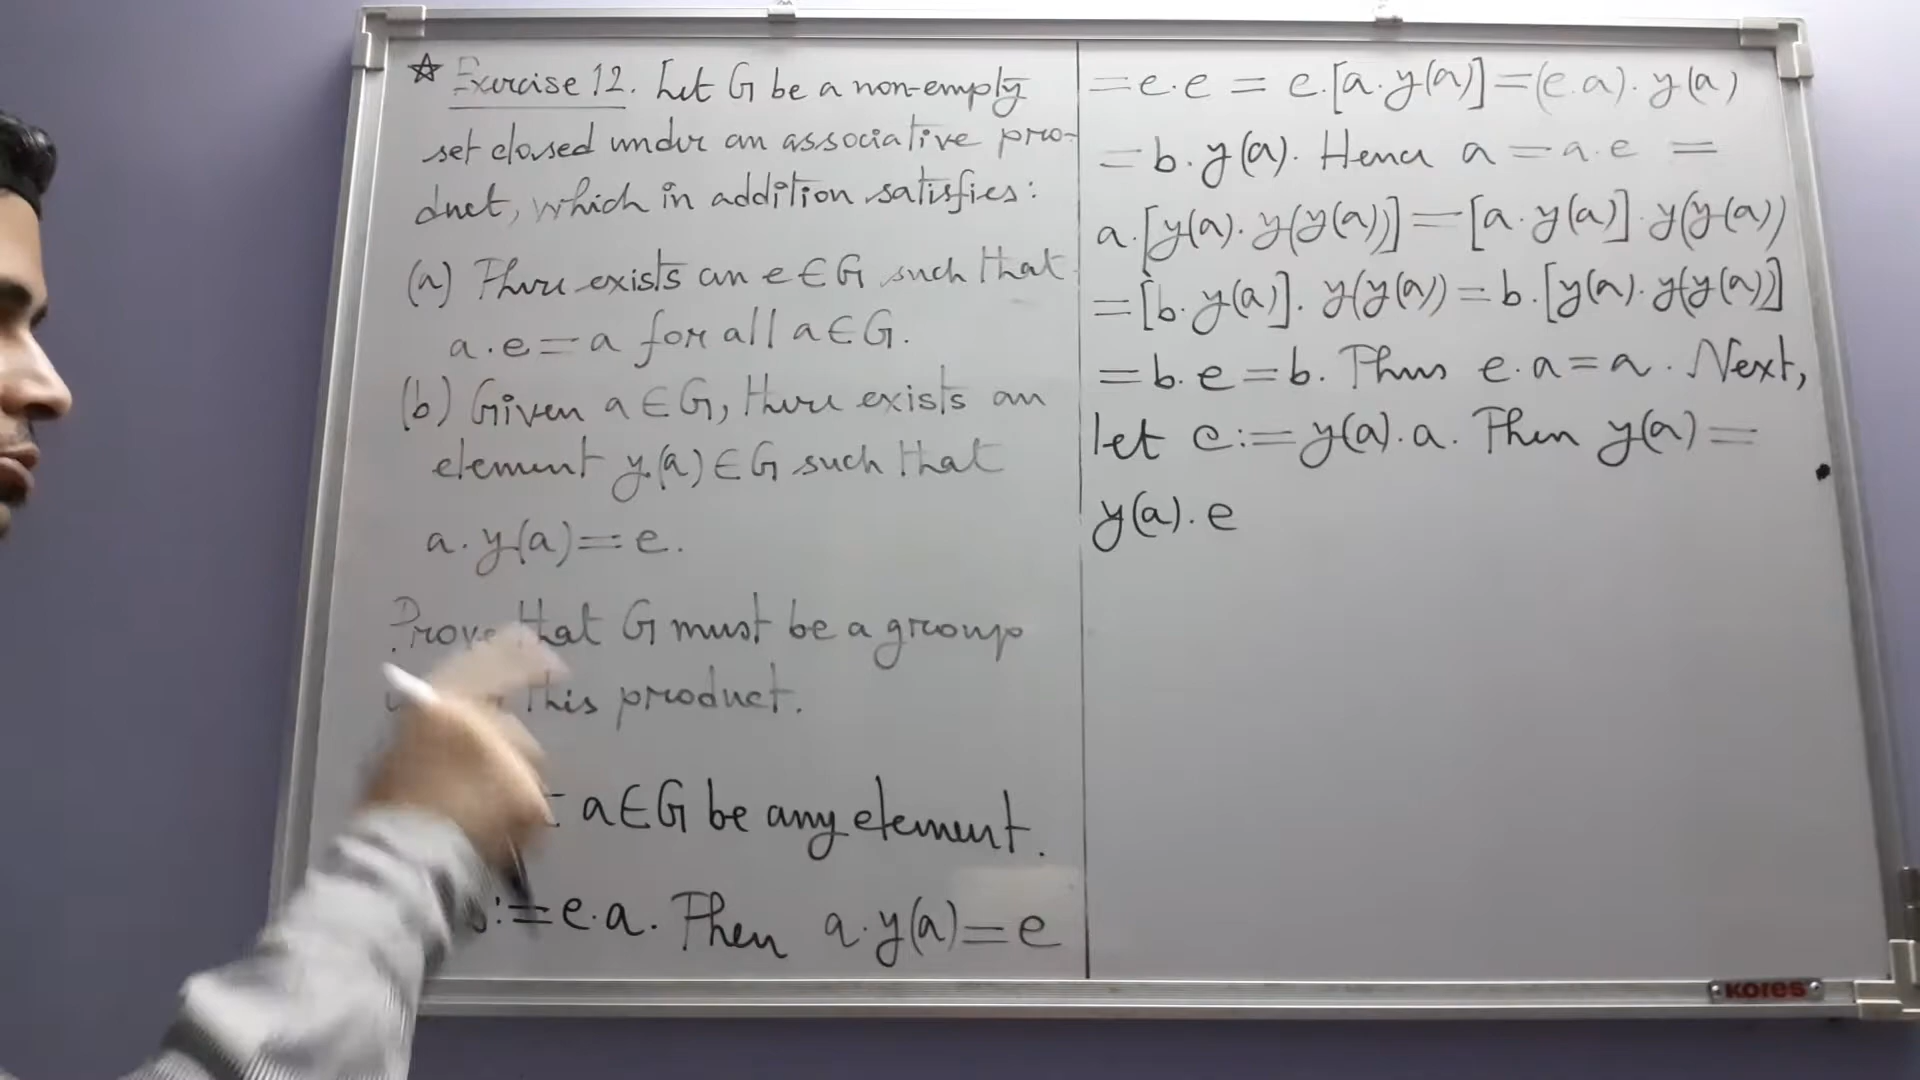 ☆ Exercise 12. Let G be a non-empty
set closed under an associative pro-
duct, which in addition satisfies:
(a) There exists an e ∈ G such that
a.e = a for all a ∈ G.
(b) Given a ∈ G, there exists an
element y(a) ∈ G such that
a.y(a) = e.
Prove that G must be a group
this product.
a ∈ G be any element.
:= e.a. Then a.y(a) = e
= e.e = e.[a.y(a)] = (e.a).y(a)
= b.y(a). Hence a = a.e =
a.[y(a).y(y(a))] = [a.y(a)].y(y(a))
= [b.y(a)].y(y(a)) = b.[y(a).y(y(a))]
= b.e = b. Thus e.a = a. Next,
let c := y(a).a. Then y(a) =
y(a).e
kores